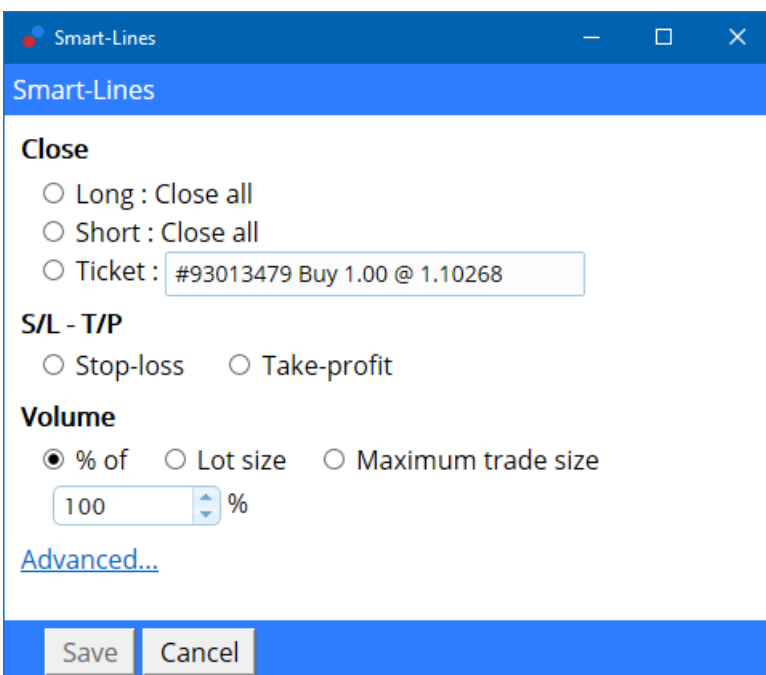 Smart-Lines
Smart-Lines
Close
Long : Close all
Short : Close all
Ticket : #93013479 Buy 1.00 @ 1.10268
S/L - T/P
Stop-loss Take-profit
Volume
% of Lot size Maximum trade size
100 %
Advanced...
Save Cancel